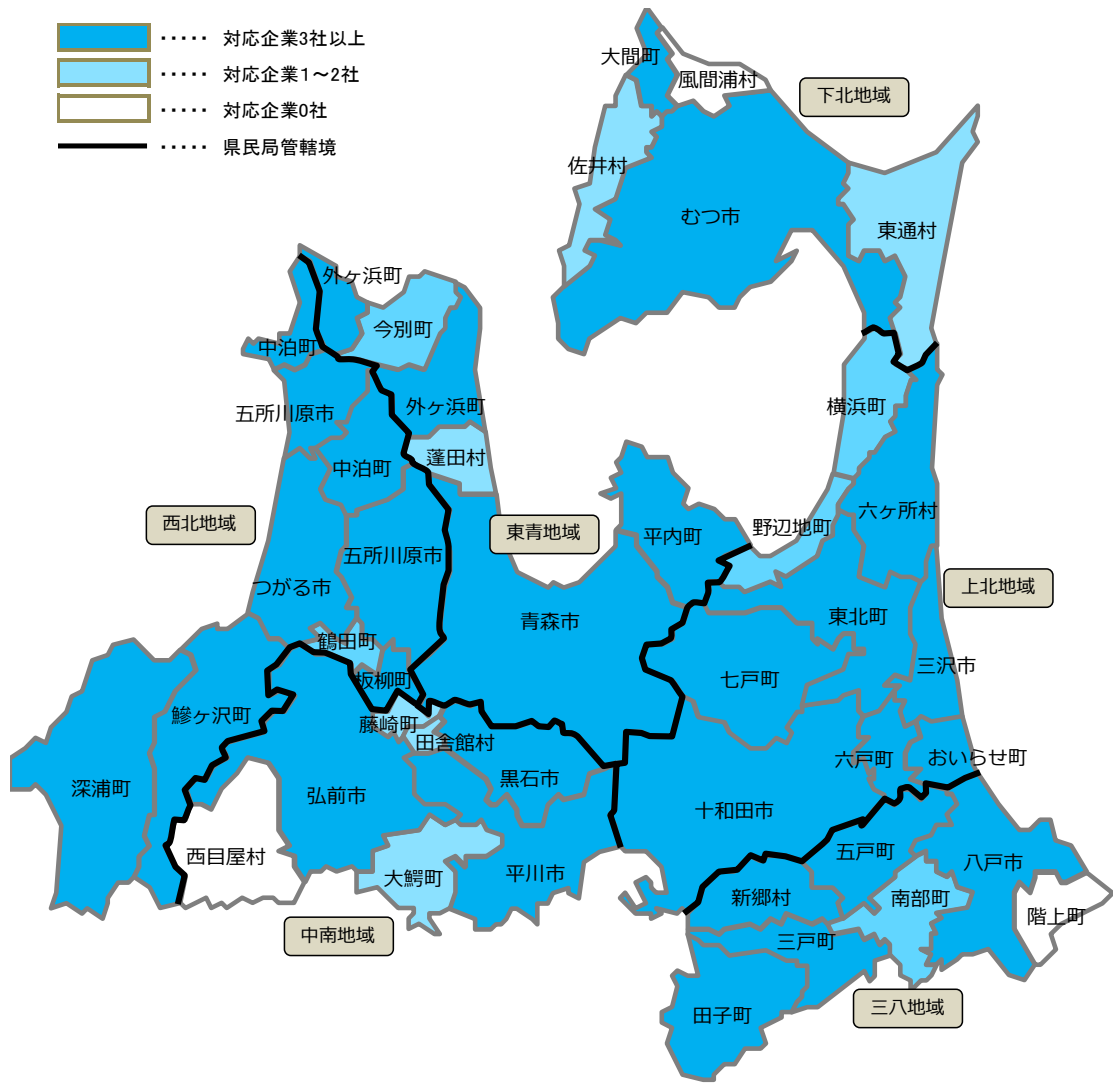 ····· 対応企業3社以上
····· 対応企業1～2社
····· 対応企業0社
····· 県民局管轄境
大間町
風間浦村
下北地域
佐井村
むつ市
東通村
外ヶ浜町
今別町
中泊町
五所川原市
外ヶ浜町
横浜町
蓬田村
中泊町
西北地域
東青地域
野辺地町
六ヶ所村
平内町
五所川原市
つがる市
上北地域
青森市
東北町
鶴田町
三沢市
板柳町
七戸町
鰺ヶ沢町
藤崎町
田舎館村
おいらせ町
六戸町
深浦町
黒石市
弘前市
十和田市
西目屋村
五戸町
八戸市
大鰐町
平川市
新郷村
南部町
階上町
中南地域
三戸町
三八地域
田子町